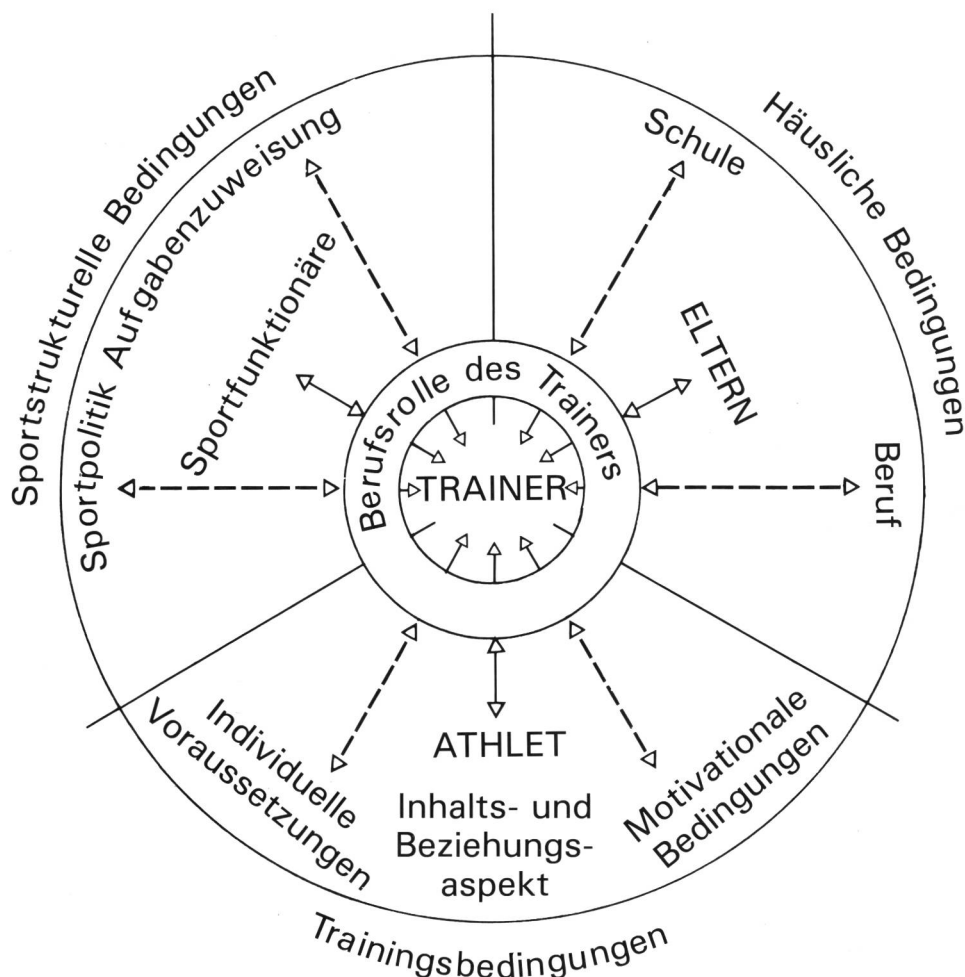 Sportstrukturelle Bedingungen
Sportpolitik Aufgabenzuweisung
Sportfunktionäre
Häusliche Bedingungen
Schule
ELTERN
Beruf
Berufsrolle des Trainers
TRAINER
Individuelle
Voraussetzungen
ATHLET
Inhalts- und
Beziehungs-
aspekt
Motivationale
Bedingungen
Trainingsbedingungen